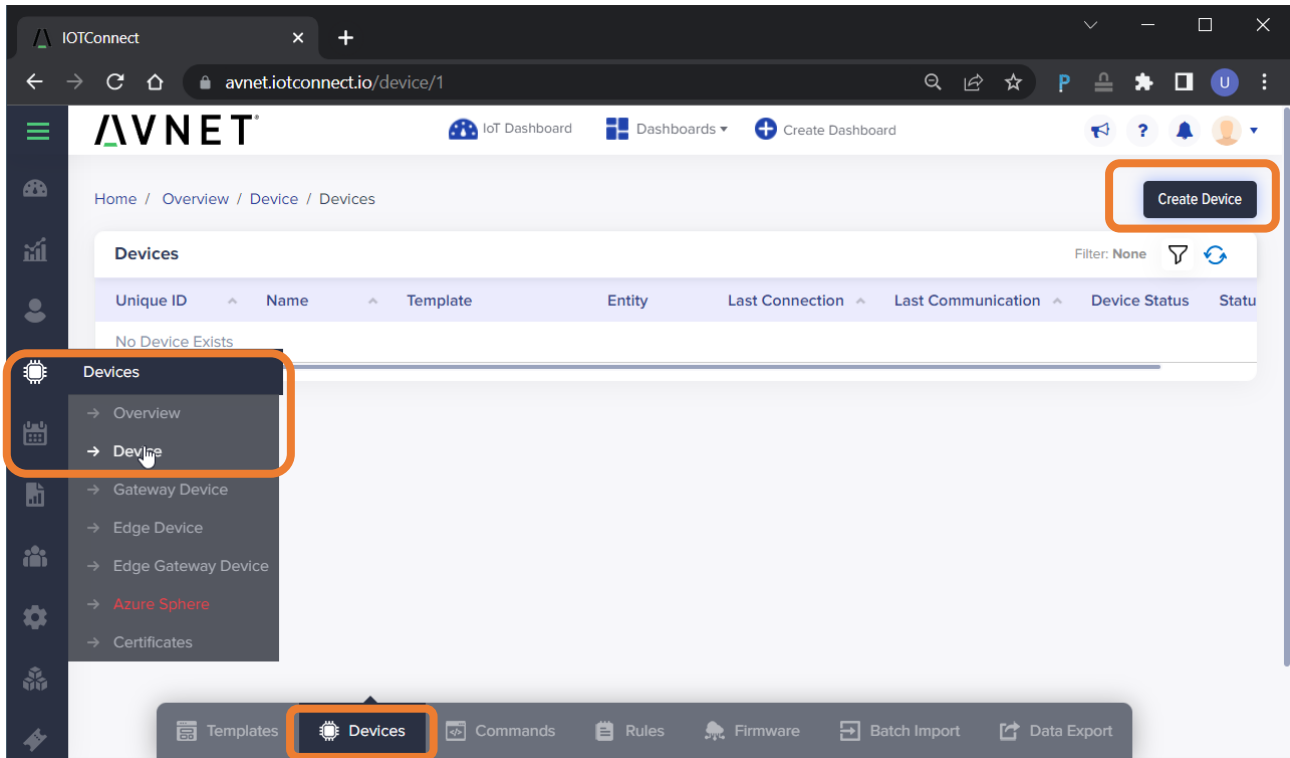 IOTConnect
avnet.iotconnect.io/device/1
P
U
AVNET
IoT Dashboard Dashboards Create Dashboard
?
Home / Overview / Device / Devices
Create Device
Devices
Filter: None
Unique ID Name Template Entity Last Connection Last Communication Device Status Statu
No Device Exists
Devices
Overview
Device
Gateway Device
Edge Device
Edge Gateway Device
Azure Sphere
Certificates
Templates Devices Commands Rules Firmware Batch Import Data Export